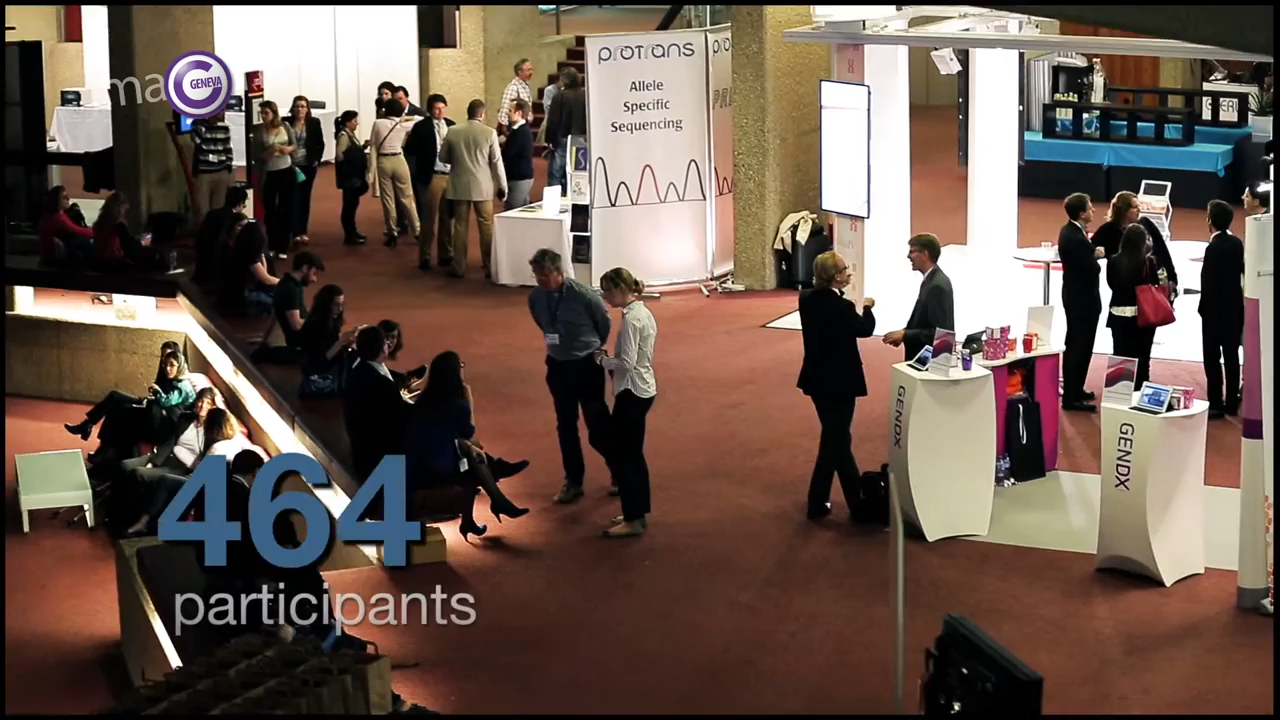 ma
GENEVA
protrans
Allele
Specific
Sequencing
GENDX
GENDX
464
participants